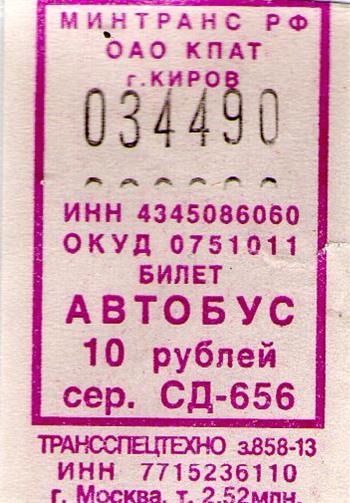 МИНТРАНС РФ
ОАО КПАТ
г.КИРОВ
034490
ИНН 4345086060
ОКУД 0751011
БИЛЕТ
АВТОБУС
10 рублей
сер. СД-656
ТРАНССПЕЦТЕХНО з.858-13
ИНН 7715236110
г. Москва, т. 2,52млн.